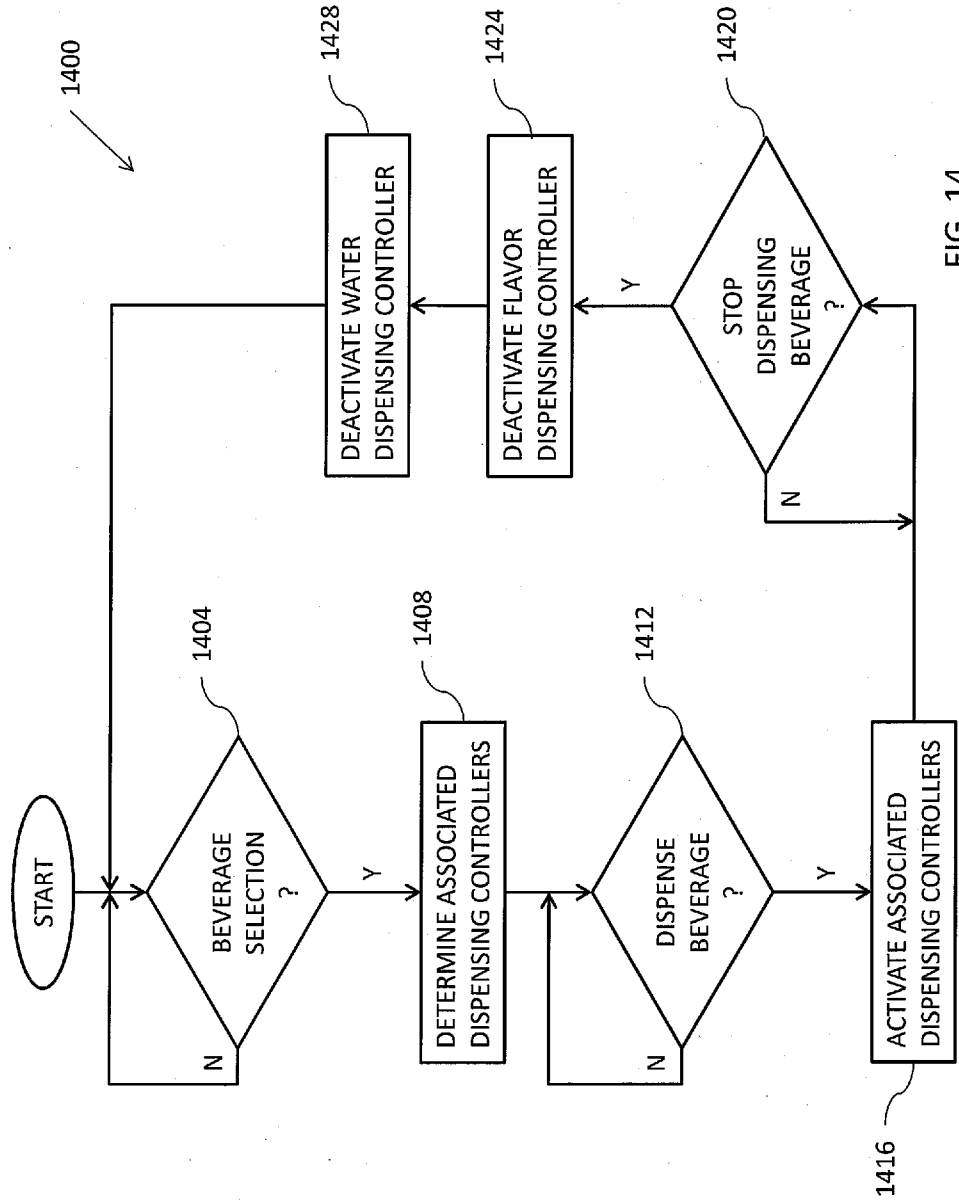 1400
START
BEVERAGE
SELECTION
?
1404
N
Y
DETERMINE ASSOCIATED
DISPENSING CONTROLLERS
1408
DISPENSE
BEVERAGE
?
1412
N
Y
ACTIVATE ASSOCIATED
DISPENSING CONTROLLERS
1416
STOP
DISPENSING
BEVERAGE
?
1420
N
Y
DEACTIVATE FLAVOR
DISPENSING CONTROLLER
1424
DEACTIVATE WATER
DISPENSING CONTROLLER
1428
FIG. 14